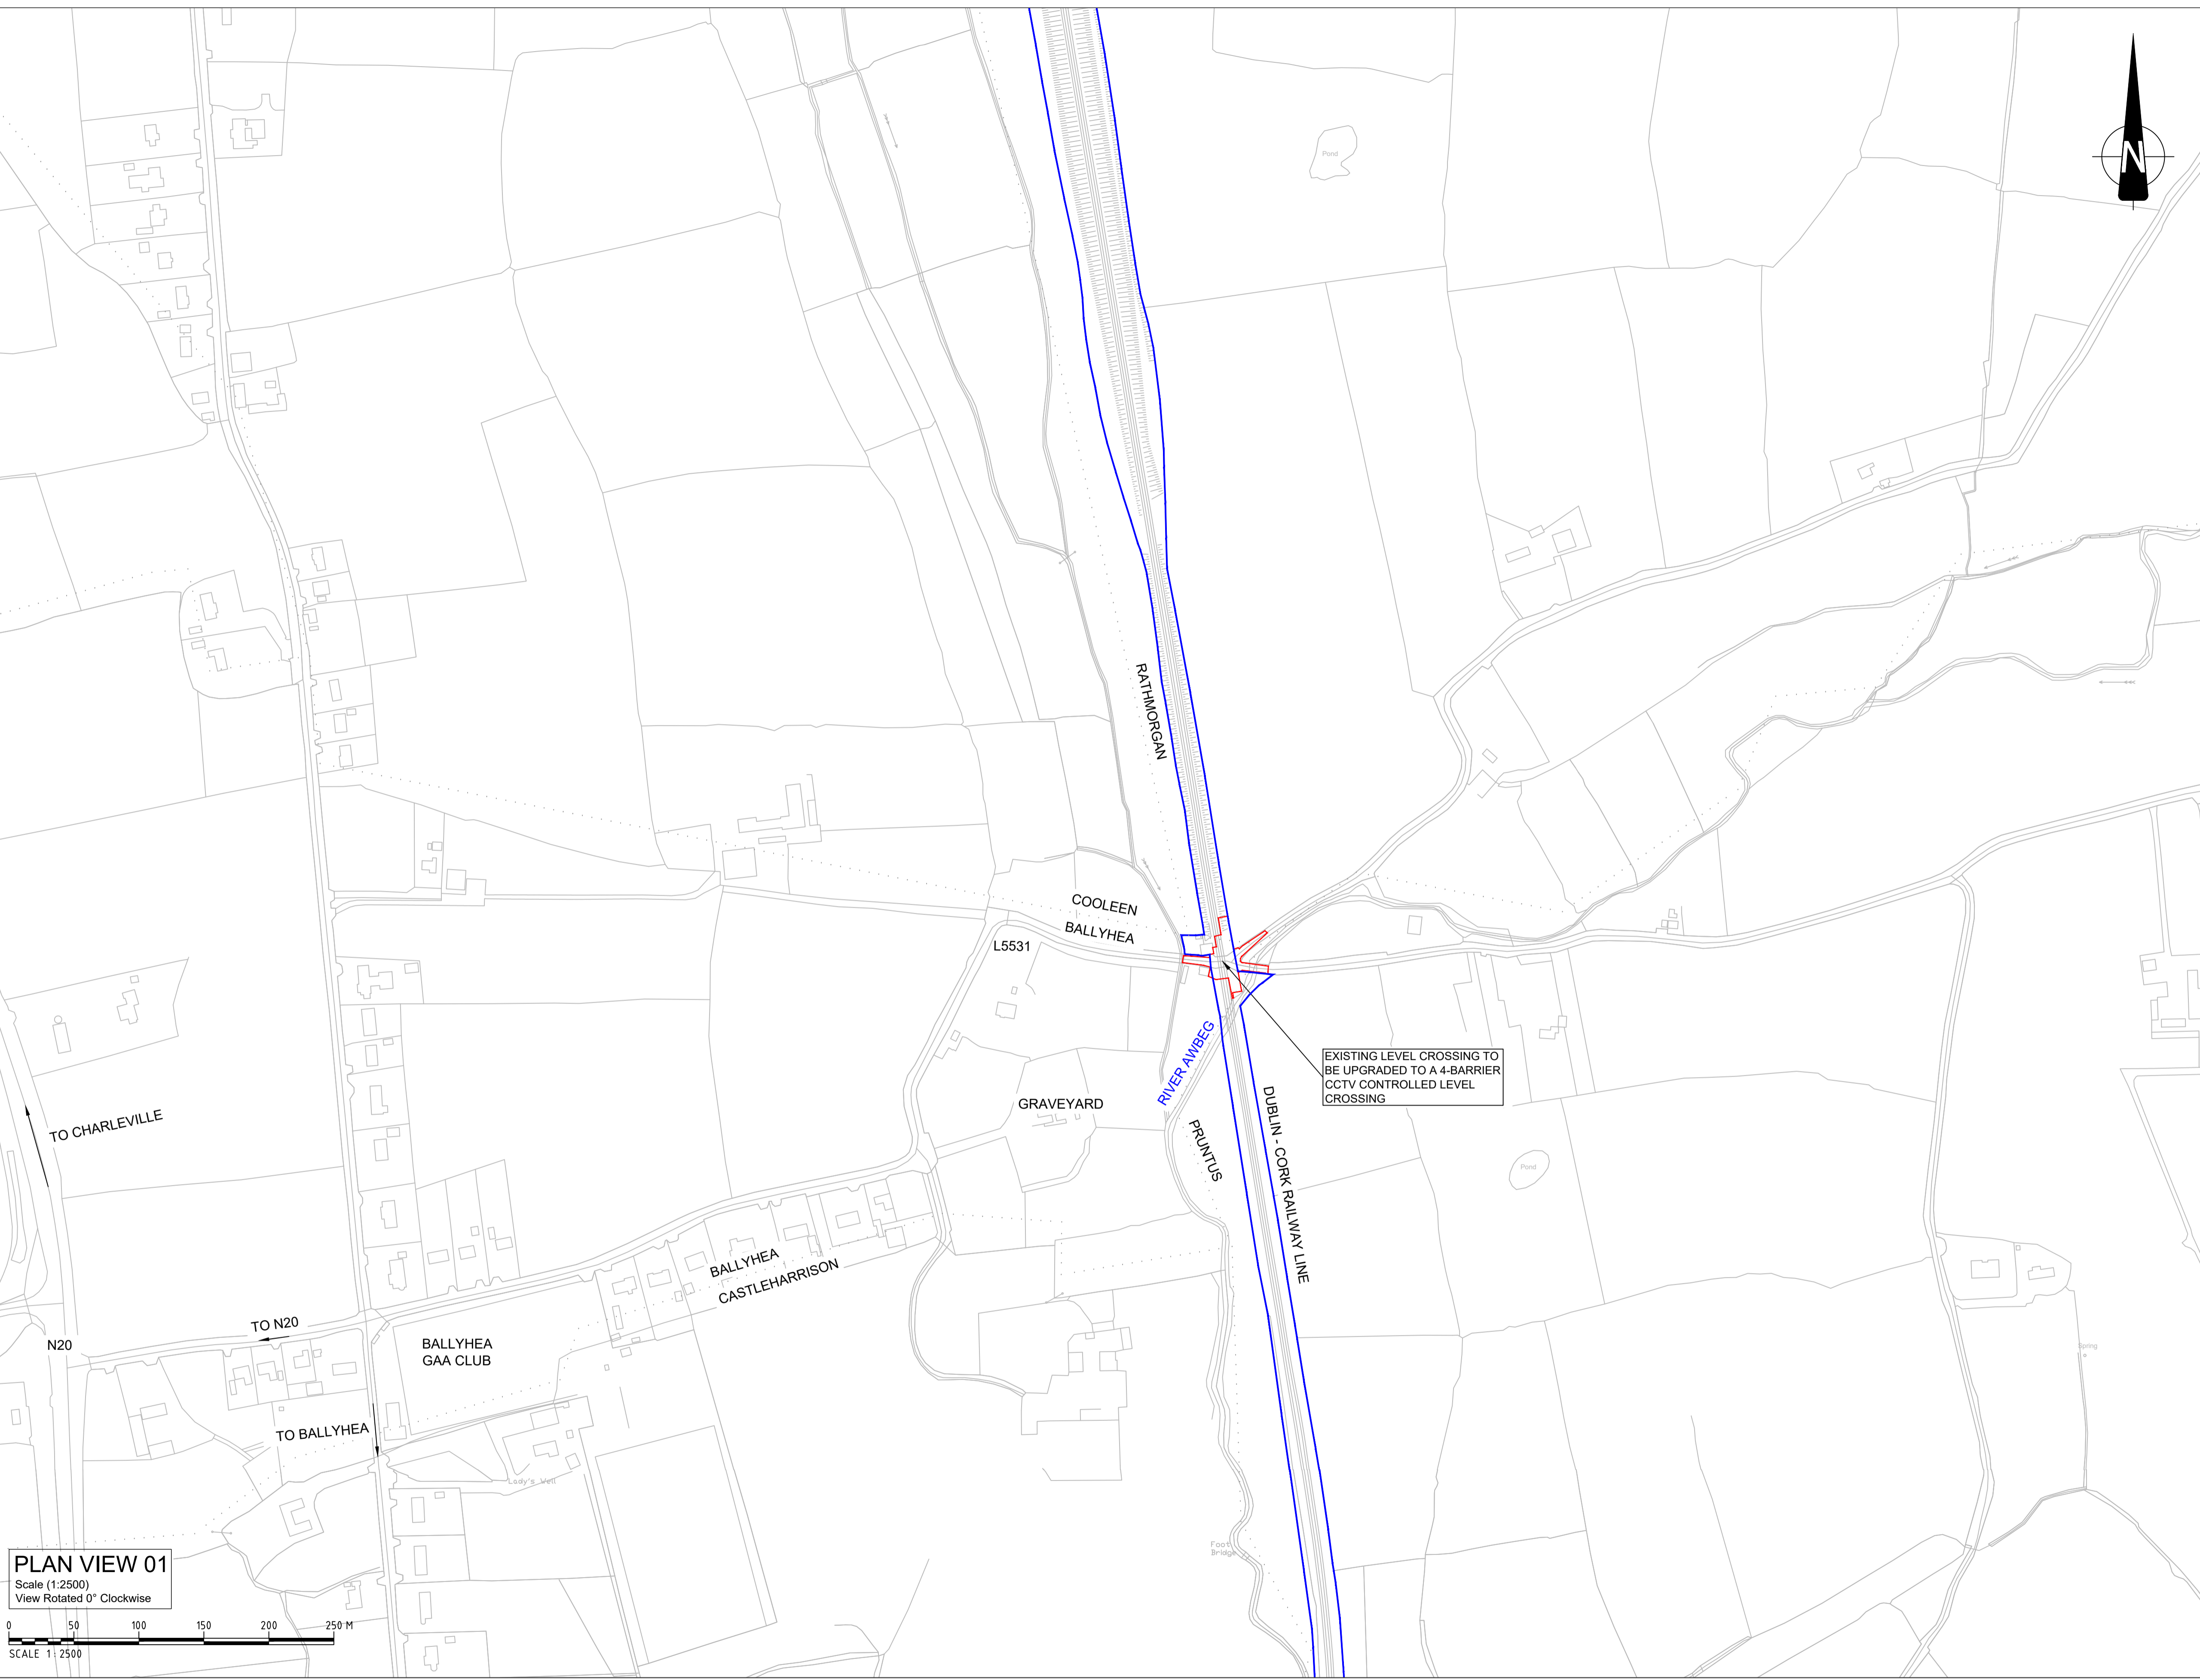 N
Pond
RATHMORGAN
COOLEEN
BALLYHEA
L5531
RIVER AWBEG
EXISTING LEVEL CROSSING TO
BE UPGRADED TO A 4-BARRIER
CCTV CONTROLLED LEVEL
CROSSING
GRAVEYARD
TO CHARLEVILLE
PRUNTUS
DUBLIN - CORK RAILWAY LINE
Pond
BALLYHEA
CASTLEHARRISON
TO N20
N20
BALLYHEA
GAA CLUB
Spring
TO BALLYHEA
Lady's Well
Foot
Bridge
PLAN VIEW 01
Scale (1:2500)
View Rotated 0° Clockwise
0 50 100 150 200 250 M
SCALE 1:2500